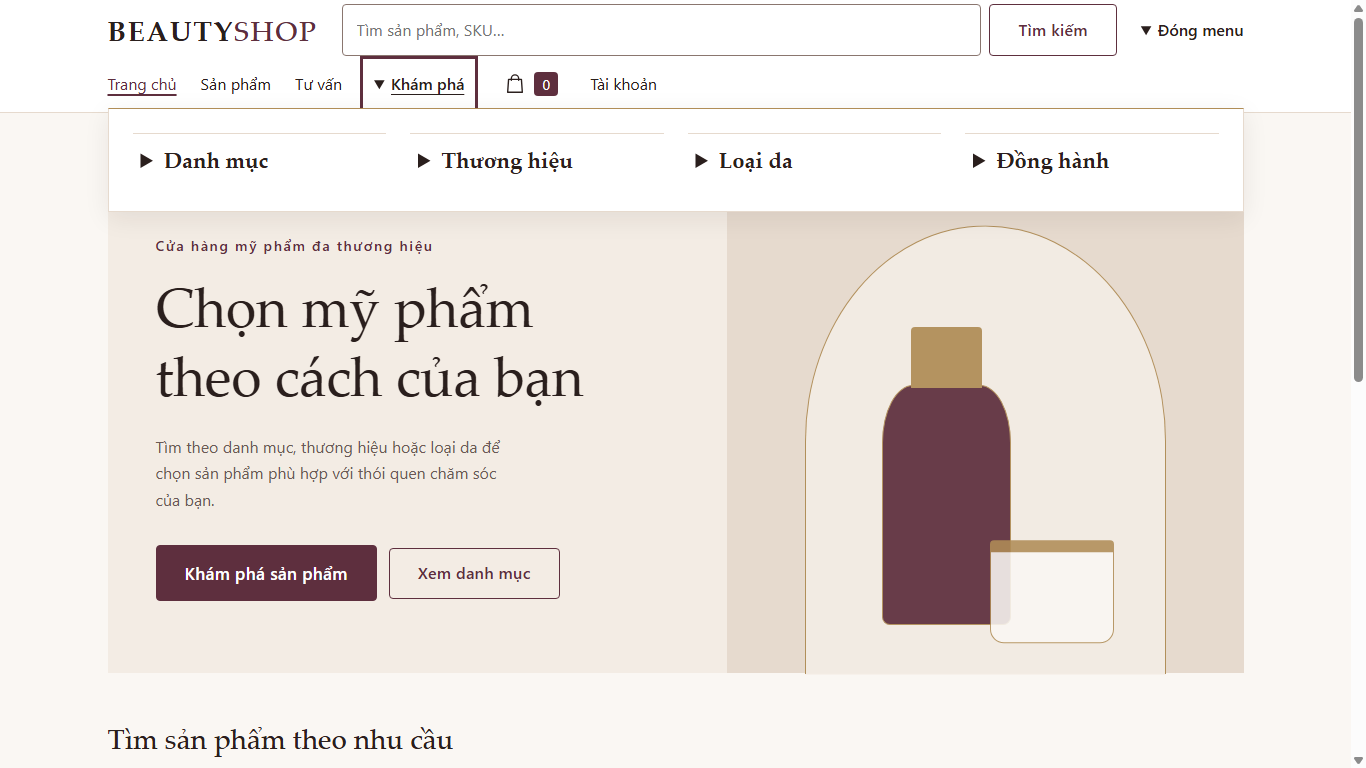 BEAUTYSHOP
Tìm sản phẩm, SKU...
Tìm kiếm
▼ Đóng menu
Trang chủ
Sản phẩm
Tư vấn
▼ Khám phá
0
Tài khoản
▶ Danh mục
▶ Thương hiệu
▶ Loại da
▶ Đồng hành
Cửa hàng mỹ phẩm đa thương hiệu
Chọn mỹ phẩm
theo cách của bạn
Tìm theo danh mục, thương hiệu hoặc loại da để
chọn sản phẩm phù hợp với thói quen chăm sóc
của bạn.
Khám phá sản phẩm
Xem danh mục
Tìm sản phẩm theo nhu cầu